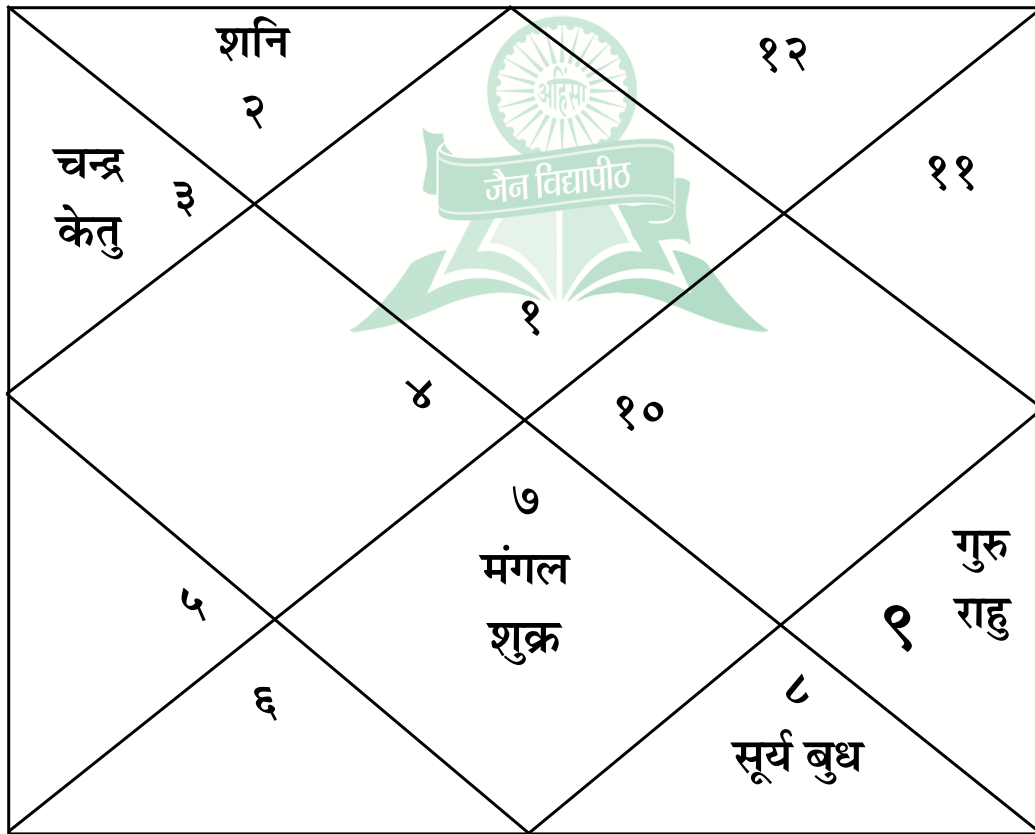 शनि
२
१२
अहिंसा
जैन विद्यापीठ
चन्द्र
३
केतु
११
१
४
१०
७
मंगल
शुक्र
गुरु
९
राहु
५
६
८
सूर्य बुध